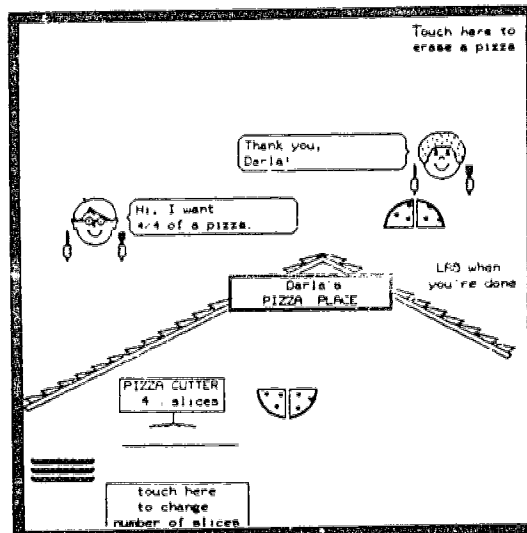 Touch here to
erase a pizza
Thank you,
Darla!
Hi, I want
4/4 of a pizza.
LAB when
you're done
Darla's
PIZZA PLACE
PIZZA CUTTER
4 slices
touch here
to change
number of slices